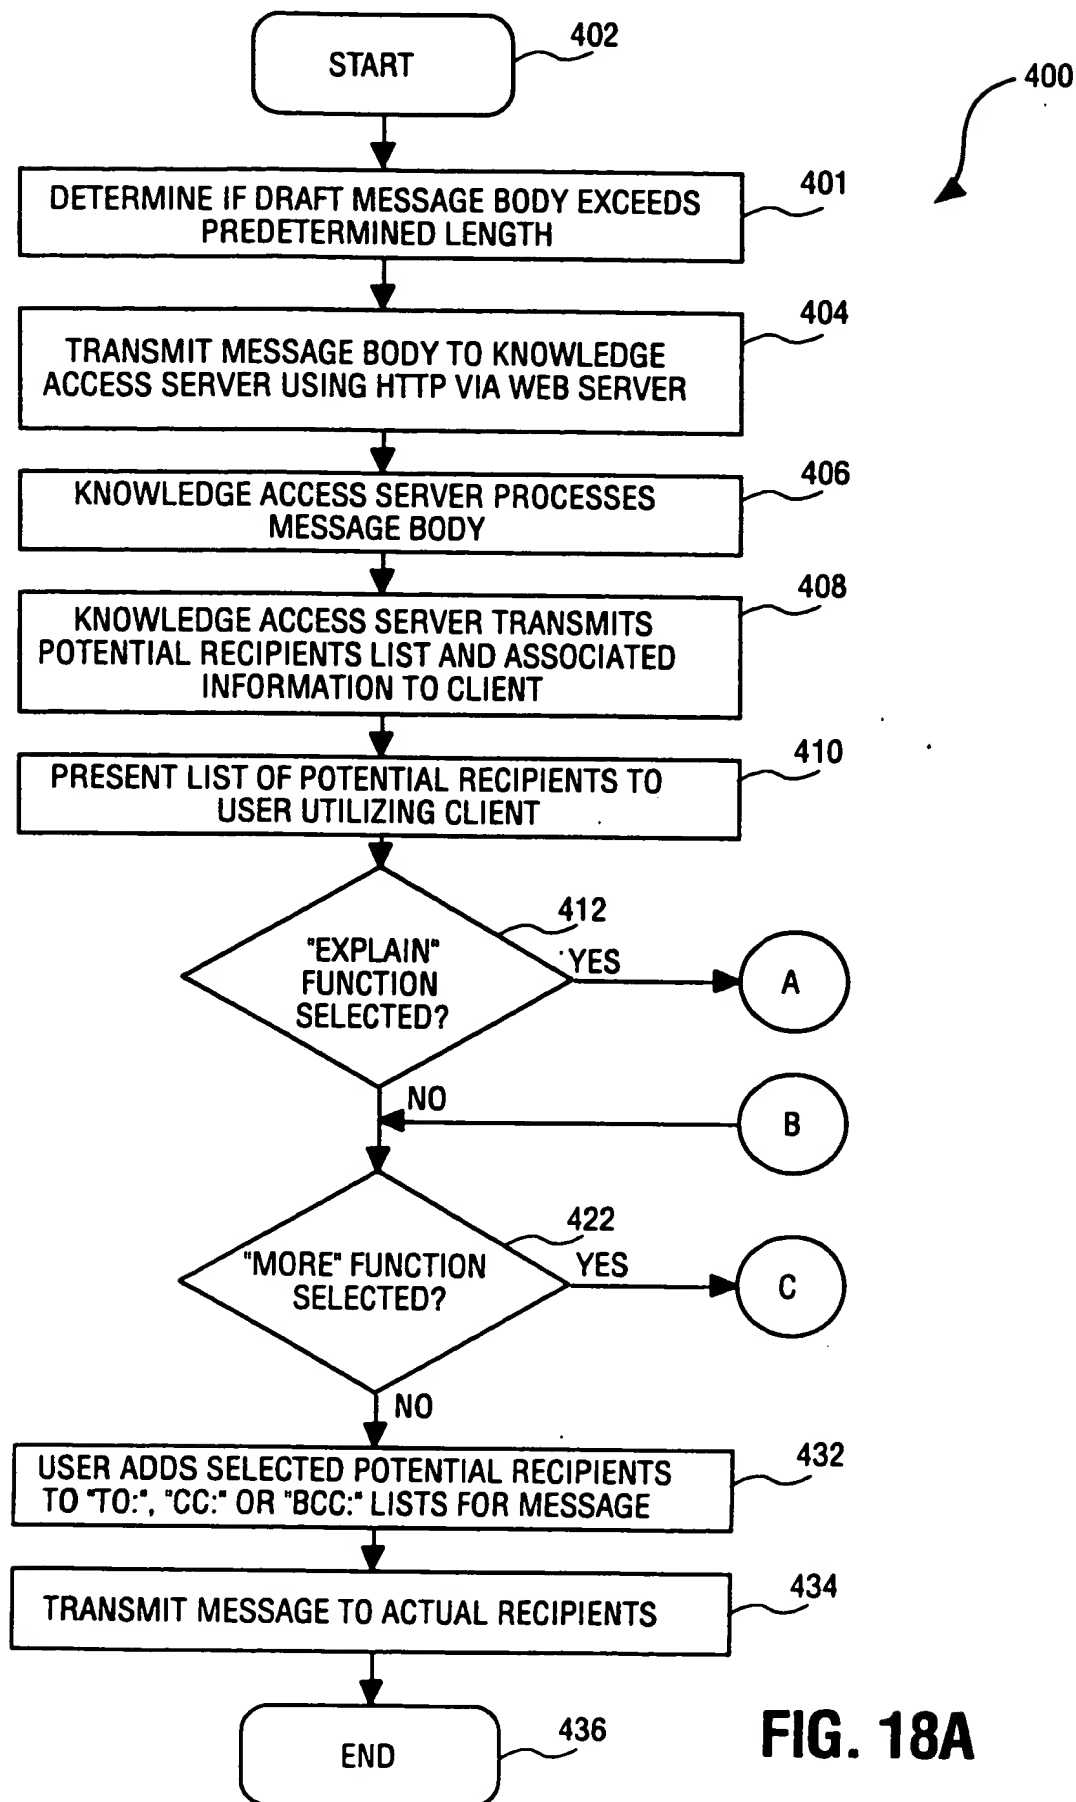 START
402
400
DETERMINE IF DRAFT MESSAGE BODY EXCEEDS
PREDETERMINED LENGTH
401
TRANSMIT MESSAGE BODY TO KNOWLEDGE
ACCESS SERVER USING HTTP VIA WEB SERVER
404
KNOWLEDGE ACCESS SERVER PROCESSES
MESSAGE BODY
406
KNOWLEDGE ACCESS SERVER TRANSMITS
POTENTIAL RECIPIENTS LIST AND ASSOCIATED
INFORMATION TO CLIENT
408
PRESENT LIST OF POTENTIAL RECIPIENTS TO
USER UTILIZING CLIENT
410
"EXPLAIN"
FUNCTION
SELECTED?
412
YES
A
NO
B
"MORE" FUNCTION
SELECTED?
422
YES
C
NO
USER ADDS SELECTED POTENTIAL RECIPIENTS
TO "TO:", "CC:" OR "BCC:" LISTS FOR MESSAGE
432
TRANSMIT MESSAGE TO ACTUAL RECIPIENTS
434
END
436
FIG. 18A